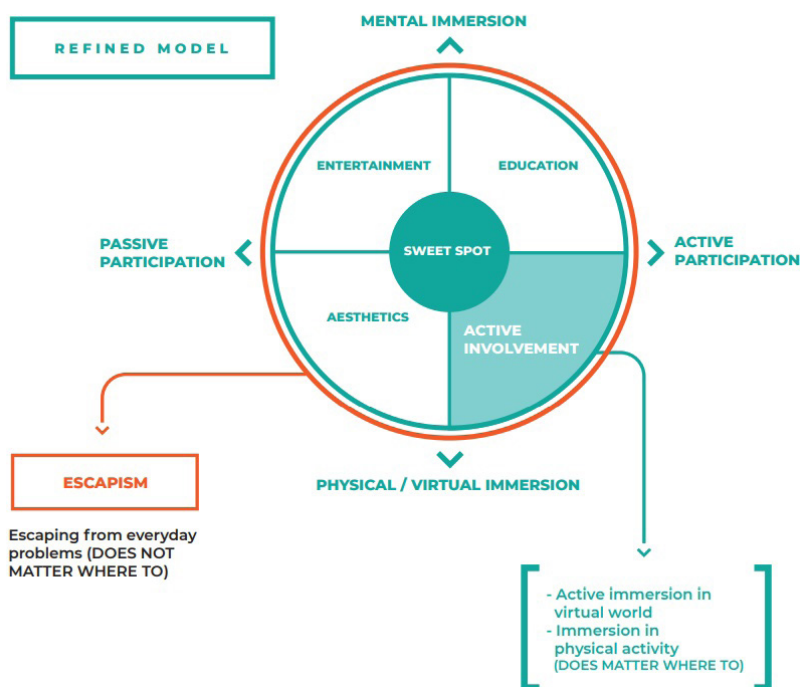 REFINED MODEL
MENTAL IMMERSION
ENTERTAINMENT
EDUCATION
PASSIVE
PARTICIPATION
SWEET SPOT
ACTIVE
PARTICIPATION
AESTHETICS
ACTIVE
INVOLVEMENT
PHYSICAL / VIRTUAL IMMERSION
ESCAPISM
Escaping from everyday
problems (DOES NOT
MATTER WHERE TO)
- Active immersion in
virtual world
- Immersion in
physical activity
(DOES MATTER WHERE TO)